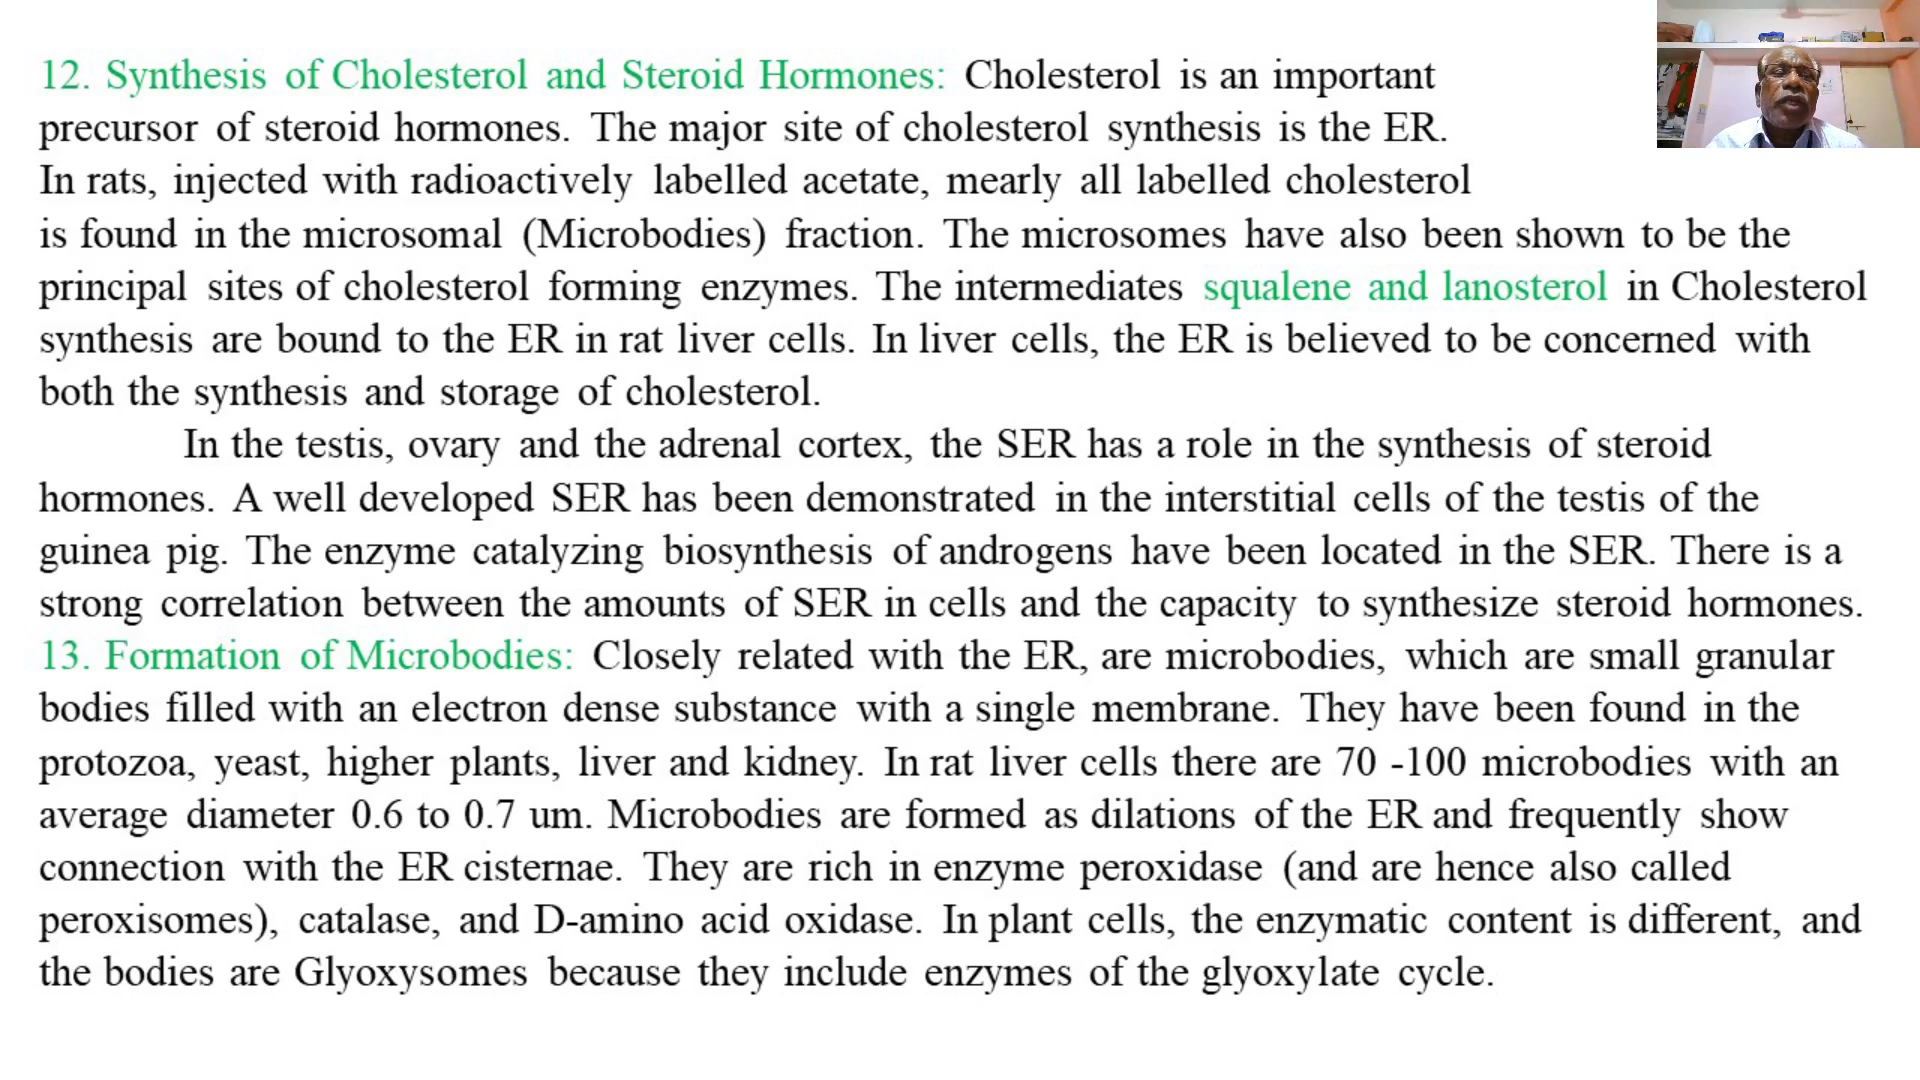 12. Synthesis of Cholesterol and Steroid Hormones: Cholesterol is an important
precursor of steroid hormones. The major site of cholesterol synthesis is the ER.
In rats, injected with radioactively labelled acetate, mearly all labelled cholesterol
is found in the microsomal (Microbodies) fraction. The microsomes have also been shown to be the
principal sites of cholesterol forming enzymes. The intermediates squalene and lanosterol in Cholesterol
synthesis are bound to the ER in rat liver cells. In liver cells, the ER is believed to be concerned with
both the synthesis and storage of cholesterol.
In the testis, ovary and the adrenal cortex, the SER has a role in the synthesis of steroid
hormones. A well developed SER has been demonstrated in the interstitial cells of the testis of the
guinea pig. The enzyme catalyzing biosynthesis of androgens have been located in the SER. There is a
strong correlation between the amounts of SER in cells and the capacity to synthesize steroid hormones.
13. Formation of Microbodies: Closely related with the ER, are microbodies, which are small granular
bodies filled with an electron dense substance with a single membrane. They have been found in the
protozoa, yeast, higher plants, liver and kidney. In rat liver cells there are 70 -100 microbodies with an
average diameter 0.6 to 0.7 um. Microbodies are formed as dilations of the ER and frequently show
connection with the ER cisternae. They are rich in enzyme peroxidase (and are hence also called
peroxisomes), catalase, and D-amino acid oxidase. In plant cells, the enzymatic content is different, and
the bodies are Glyoxysomes because they include enzymes of the glyoxylate cycle.